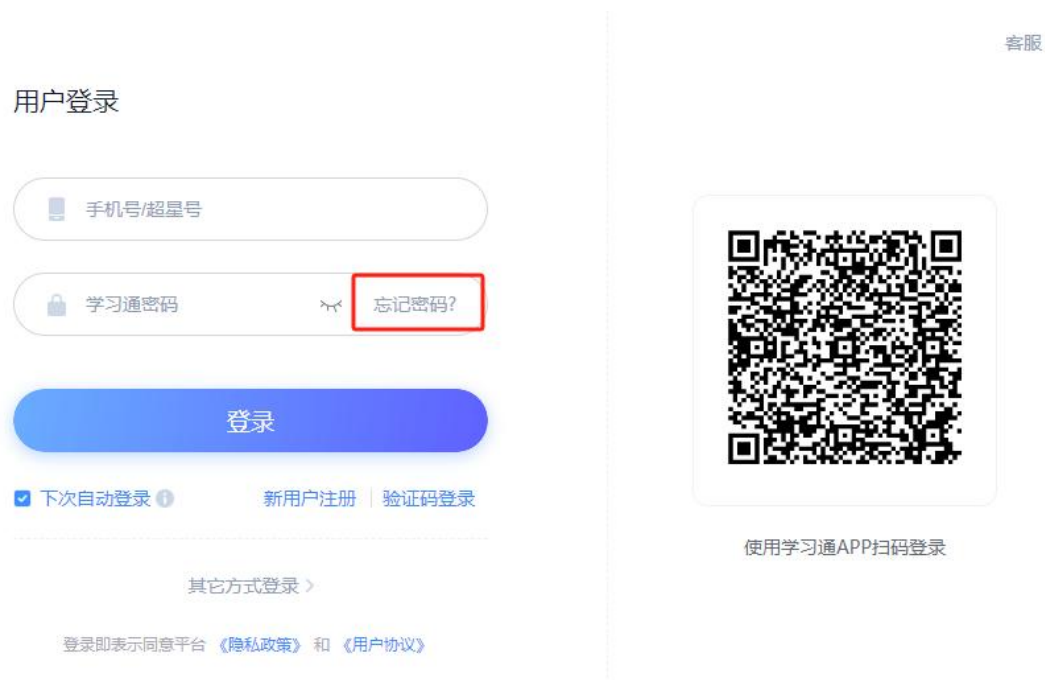 客服
用户登录
手机号/超星号
学习通密码 忘记密码?
登录
下次自动登录 新用户注册 验证码登录
使用学习通APP扫码登录
其它方式登录
登录即表示同意平台 《隐私政策》 和 《用户协议》